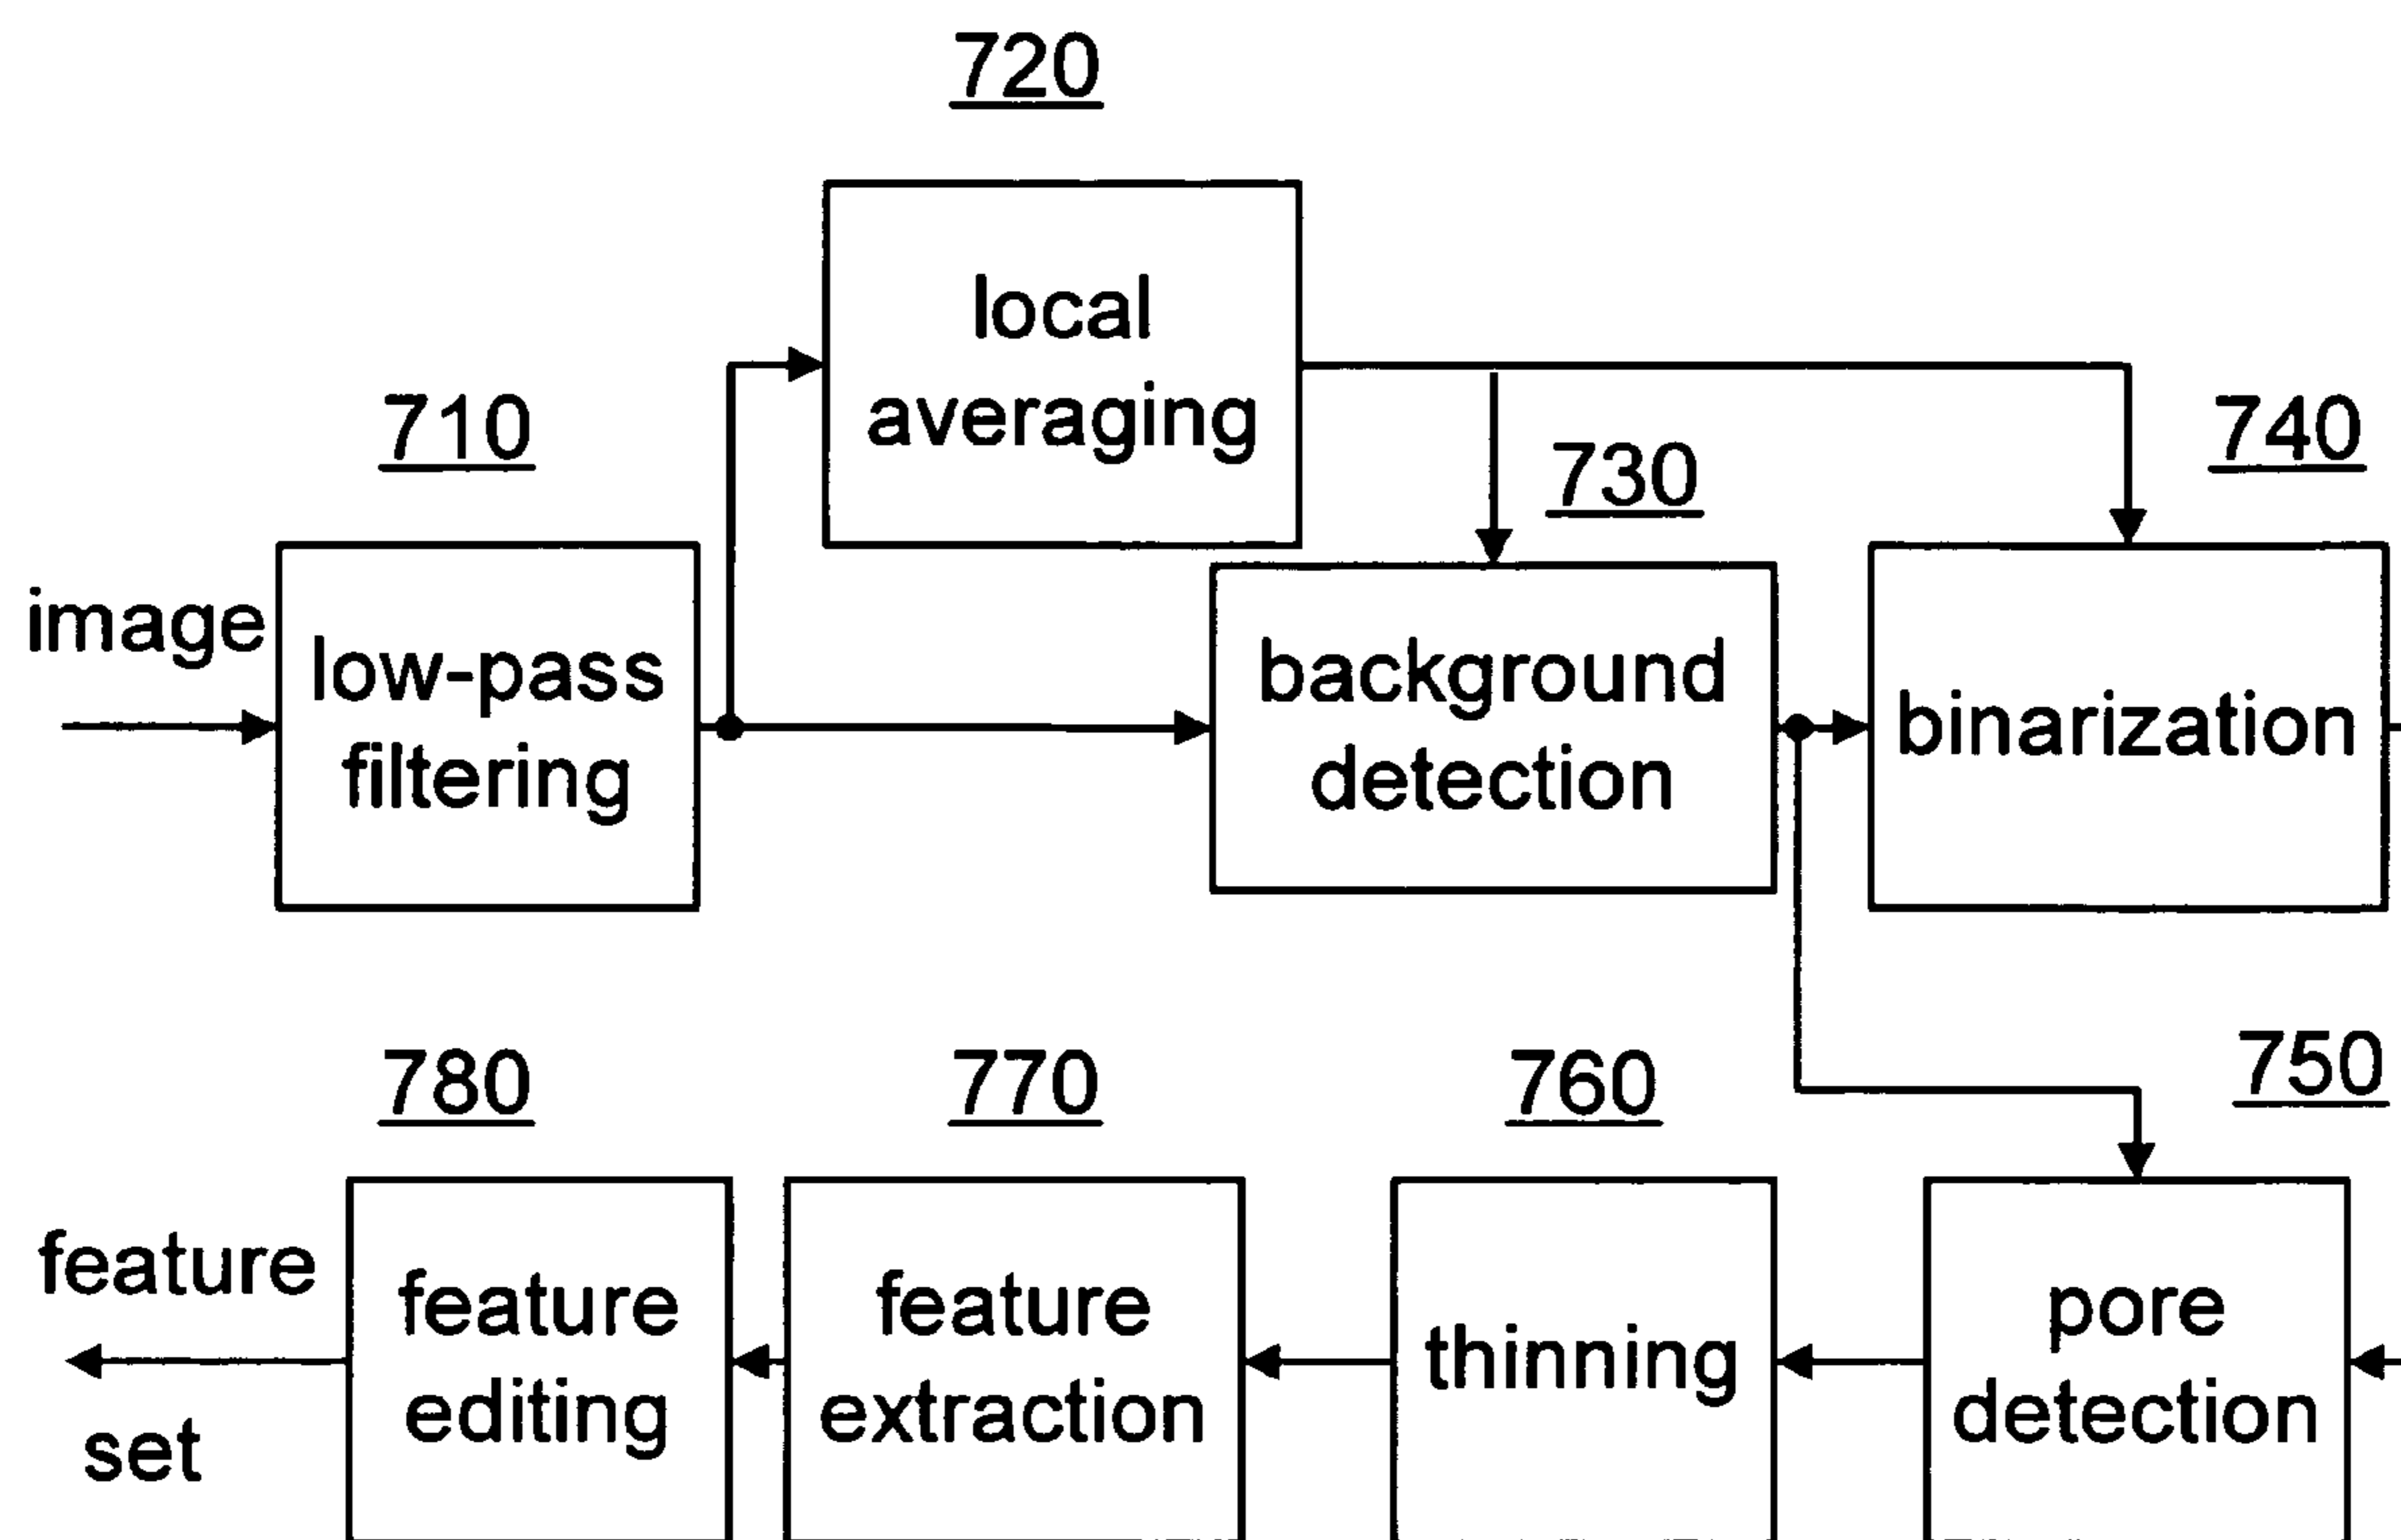 720
local
averaging
710
730
740
image
low-pass
filtering
background
detection
binarization
780
770
760
750
feature
set
feature
editing
feature
extraction
thinning
pore
detection